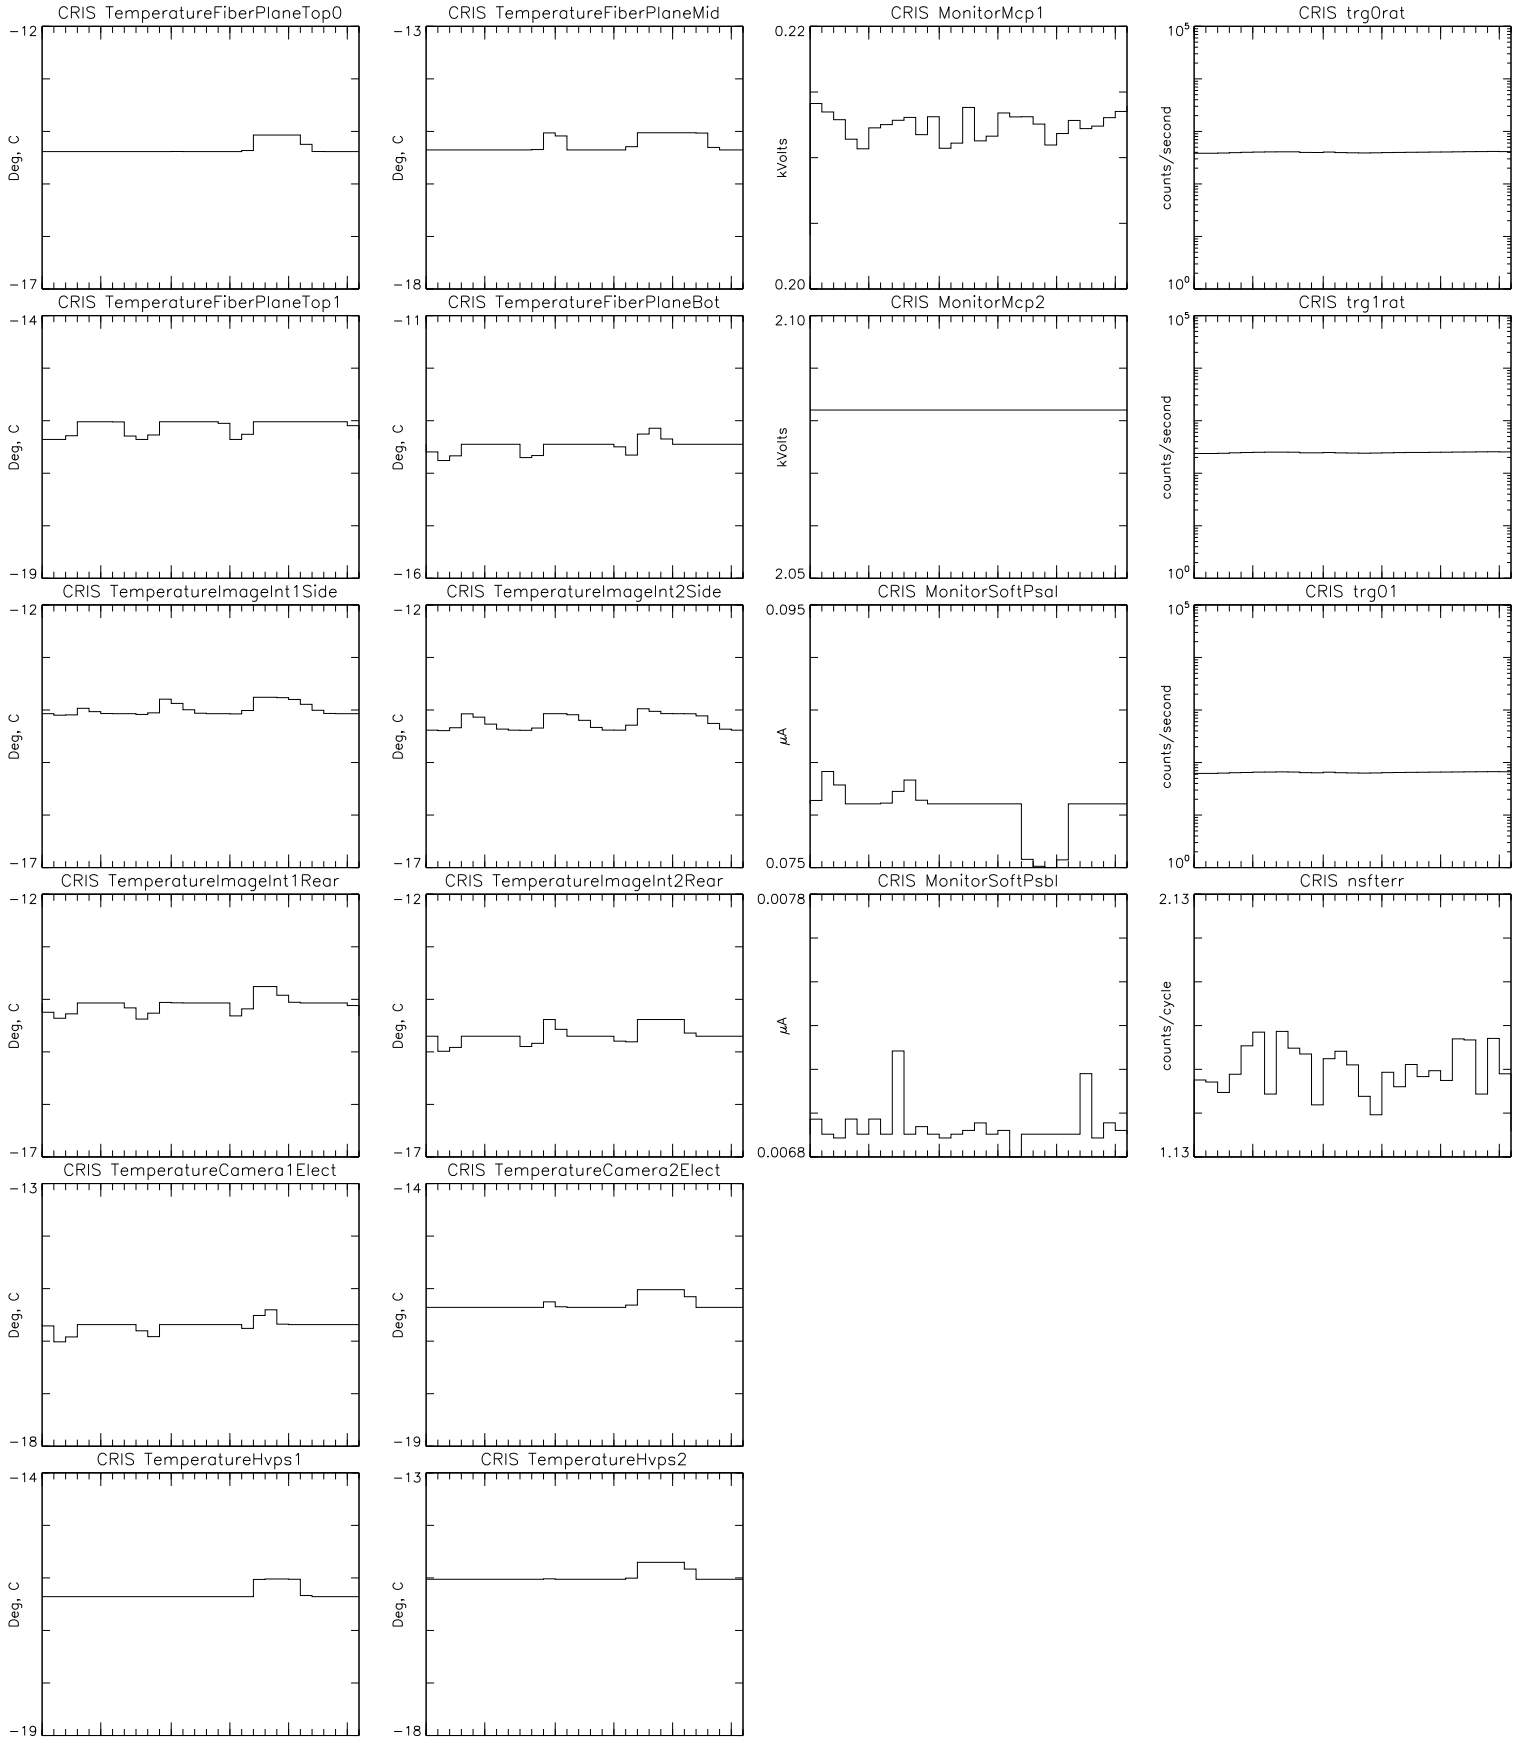 CRIS TemperatureFiberPlaneTop0
-12
Deg, C
-17
CRIS TemperatureFiberPlaneMid
-13
Deg, C
-18
CRIS MonitorMcp1
0.22
kVolts
0.20
CRIS trg0rat
10^5
counts/second
10^0
CRIS TemperatureFiberPlaneTop1
-14
Deg, C
-19
CRIS TemperatureFiberPlaneBot
-11
Deg, C
-16
CRIS MonitorMcp2
2.10
kVolts
2.05
CRIS trg1rat
10^5
counts/second
10^0
CRIS TemperatureImageInt1Side
-12
Deg, C
-17
CRIS TemperatureImageInt2Side
-12
Deg, C
-17
CRIS MonitorSoftPsaI
0.095
μA
0.075
CRIS trg01
10^5
counts/second
10^0
CRIS TemperatureImageInt1Rear
-12
Deg, C
-17
CRIS TemperatureImageInt2Rear
-12
Deg, C
-17
CRIS MonitorSoftPsbI
0.0078
μA
0.0068
CRIS nsfterr
2.13
counts/cycle
1.13
CRIS TemperatureCamera1Elect
-13
Deg, C
-18
CRIS TemperatureCamera2Elect
-14
Deg, C
-19
CRIS TemperatureHvps1
-14
Deg, C
-19
CRIS TemperatureHvps2
-13
Deg, C
-18